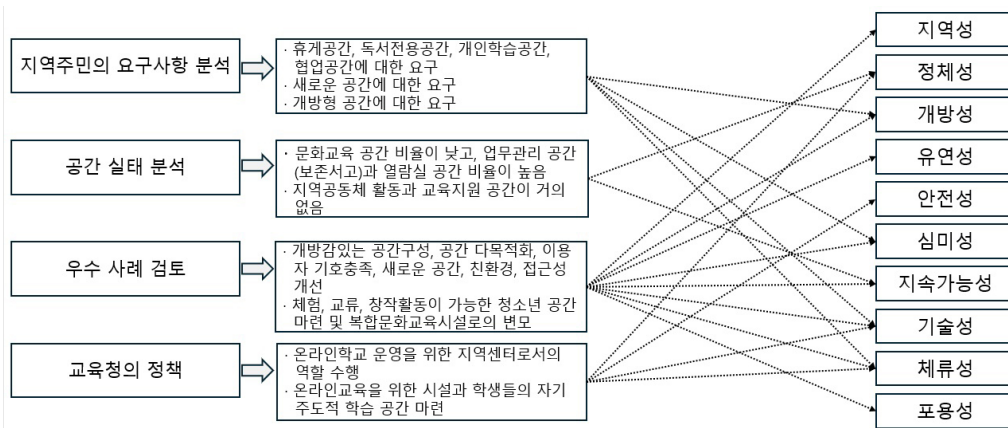 지역주민의 요구사항 분석
· 휴게공간, 독서전용공간, 개인학습공간,
협업공간에 대한 요구
· 새로운 공간에 대한 요구
· 개방형 공간에 대한 요구
공간 실태 분석
· 문화교육 공간 비율이 낮고, 업무관리 공간
(보존서고)과 열람실 공간 비율이 높음
· 지역공동체 활동과 교육지원 공간이 거의
없음
우수 사례 검토
· 개방감있는 공간구성, 공간 다목적화, 이용
자 기호충족, 새로운 공간, 친환경, 접근성
개선
· 체험, 교류, 창작활동이 가능한 청소년 공간
마련 및 복합문화교육시설로의 변모
교육청의 정책
· 온라인학교 운영을 위한 지역센터로서의
역할 수행
· 온라인교육을 위한 시설과 학생들의 자기
주도적 학습 공간 마련
지역성
정체성
개방성
유연성
안전성
심미성
지속가능성
기술성
체류성
포용성